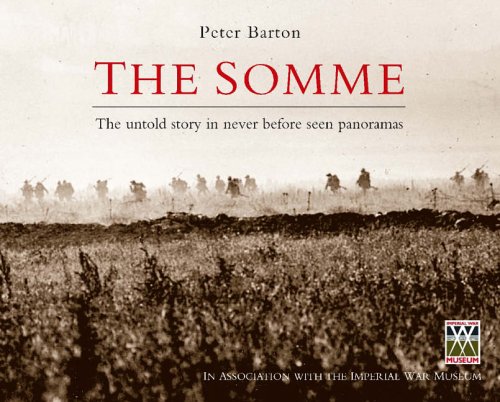 Peter Barton
THE SOMME
The untold story in never before seen panoramas
IMPERIAL WAR
MUSEUM
IN ASSOCIATION WITH THE IMPERIAL WAR MUSEUM